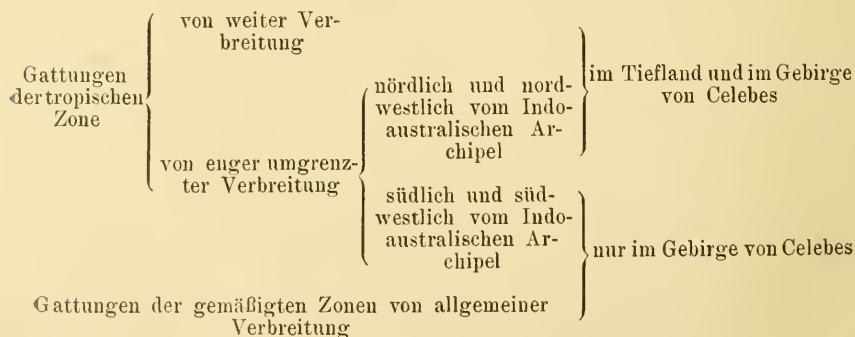 von weiter Ver-
breitung
Gattungen
der tropischen
Zone
von enger umgrenz-
ter Verbreitung
nördlich und nord-
westlich vom Indo-
australischen Ar-
chipel
südlich und süd-
westlich vom Indo-
australischen Ar-
chipel
im Tiefland und im Gebirge
von Celebes
nur im Gebirge von Celebes
Gattungen der gemäßigten Zonen von allgemeiner
Verbreitung